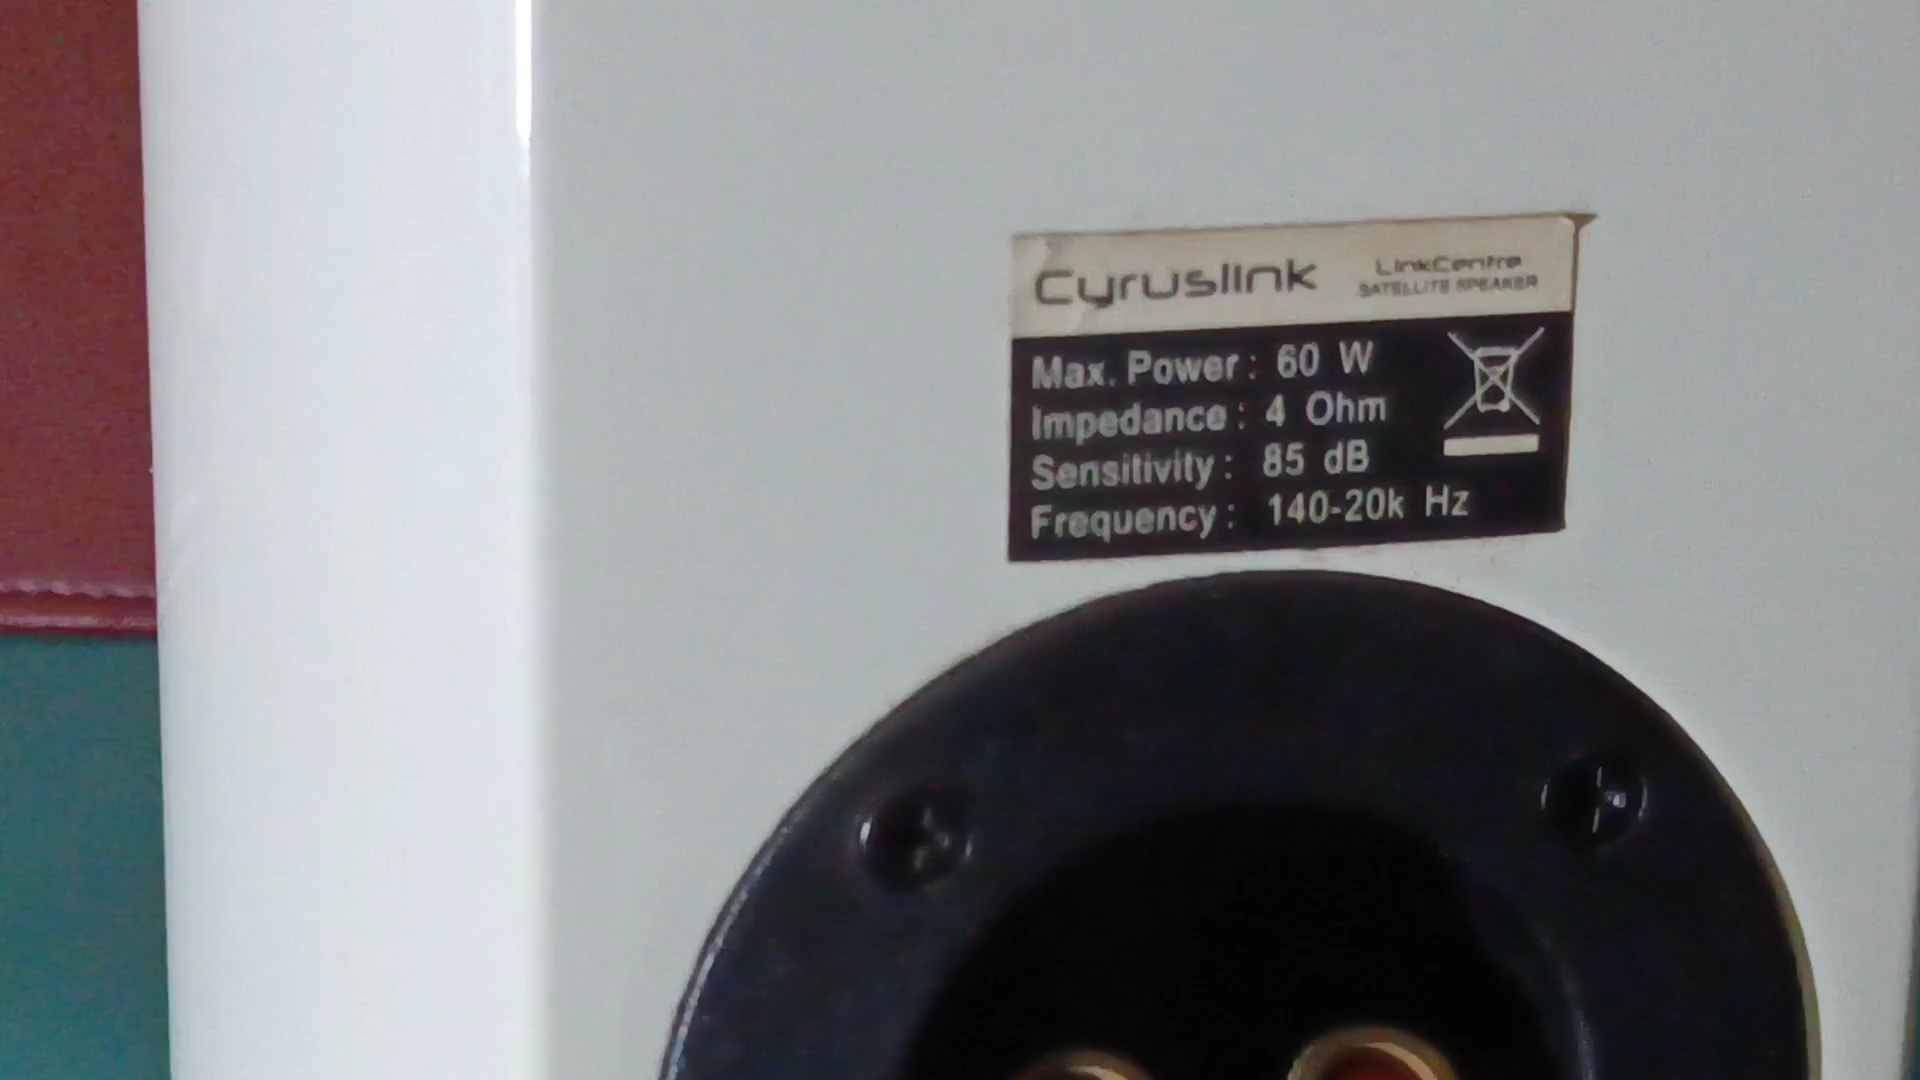 Cyruslink
LinkCentre
SATELLITE SPEAKER
Max. Power : 60 W
Impedance : 4 Ohm
Sensitivity : 85 dB
Frequency : 140-20k Hz